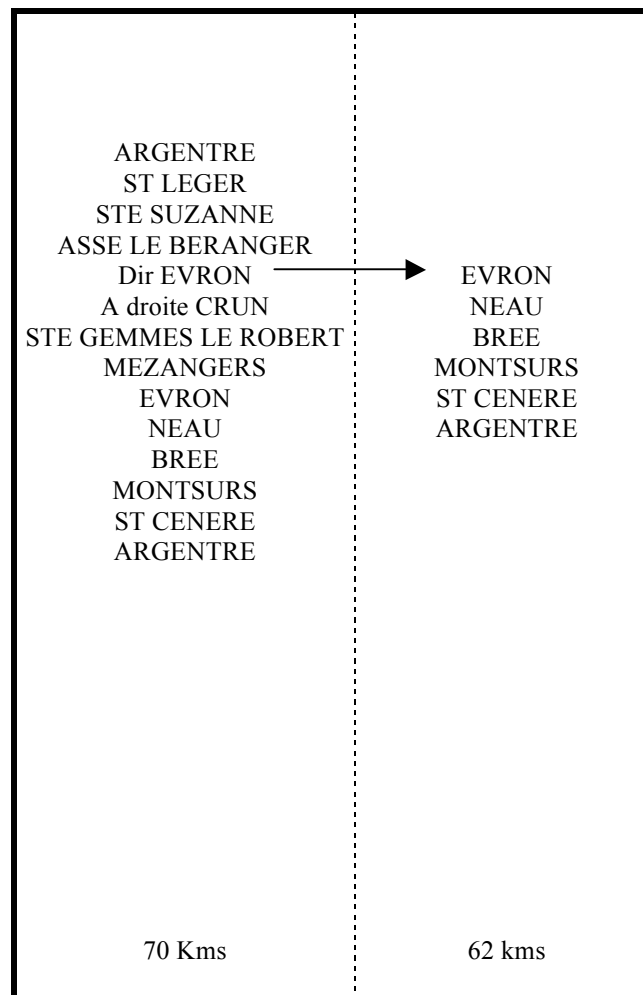 ARGENTRE
ST LEGER
STE SUZANNE
ASSE LE BERANGER
Dir EVRON
A droite CRUN
STE GEMMES LE ROBERT
MEZANGERS
EVRON
NEAU
BREE
MONTSURS
ST CENERE
ARGENTRE
70 Kms
EVRON
NEAU
BREE
MONTSURS
ST CENERE
ARGENTRE
62 kms